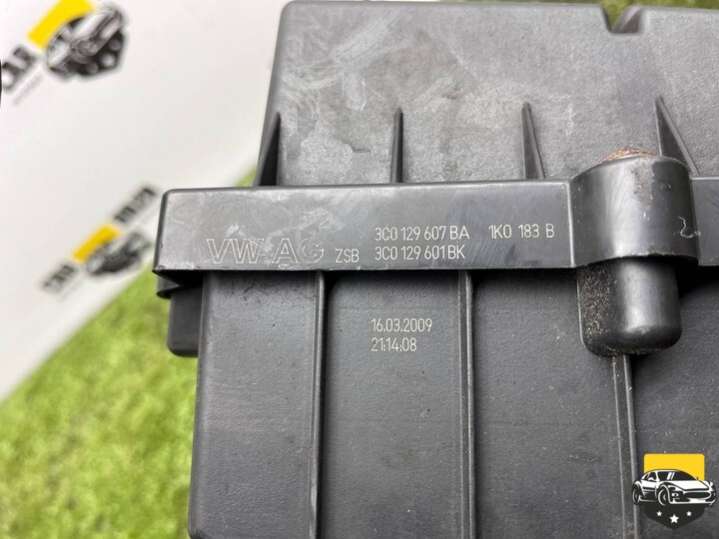 3C0 129 607 BA 1K0 183 B
VW AG ZSB 3C0 129 601 BK
16.03.2009
21:14:08